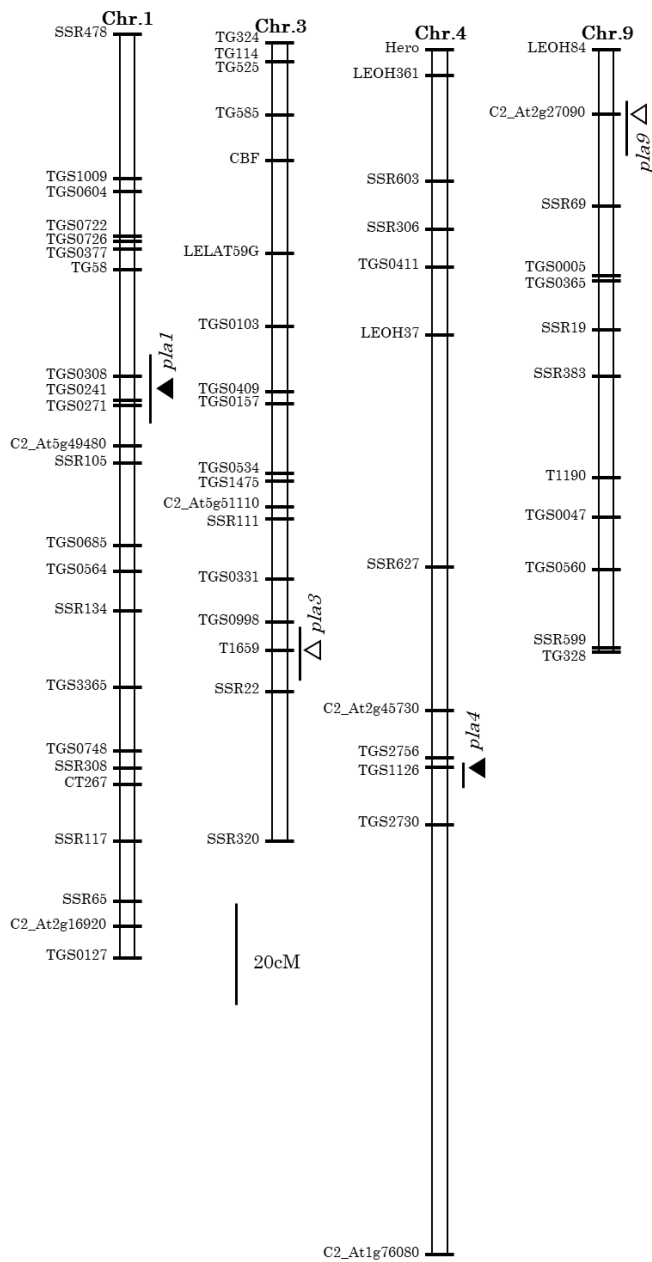 Chr.1
SSR478
TGS1009
TGS0604
TGS0722
TGS0726
TGS0377
TG58
TGS0308
TGS0241
TGS0271
pla1
C2_At5g49480
SSR105
TGS0685
TGS0564
SSR134
TGS3365
TGS0748
SSR308
CT267
SSR117
SSR65
C2_At2g16920
TGS0127
Chr.3
TG324
TG114
TG525
TG585
CBF
LELAT59G
TGS0103
TGS0409
TGS0157
TGS0534
TGS1475
C2_At5g51110
SSR111
TGS0331
TGS0998
T1659
pla3
SSR22
SSR320
20cM
Chr.4
Hero
LEOH361
SSR603
SSR306
TGS0411
LEOH37
SSR627
C2_At2g45730
TGS2756
TGS1126
pla4
TGS2730
C2_At1g76080
Chr.9
LEOH84
C2_At2g27090
pla9
SSR69
TGS0005
TGS0365
SSR19
SSR383
T1190
TGS0047
TGS0560
SSR599
TG328